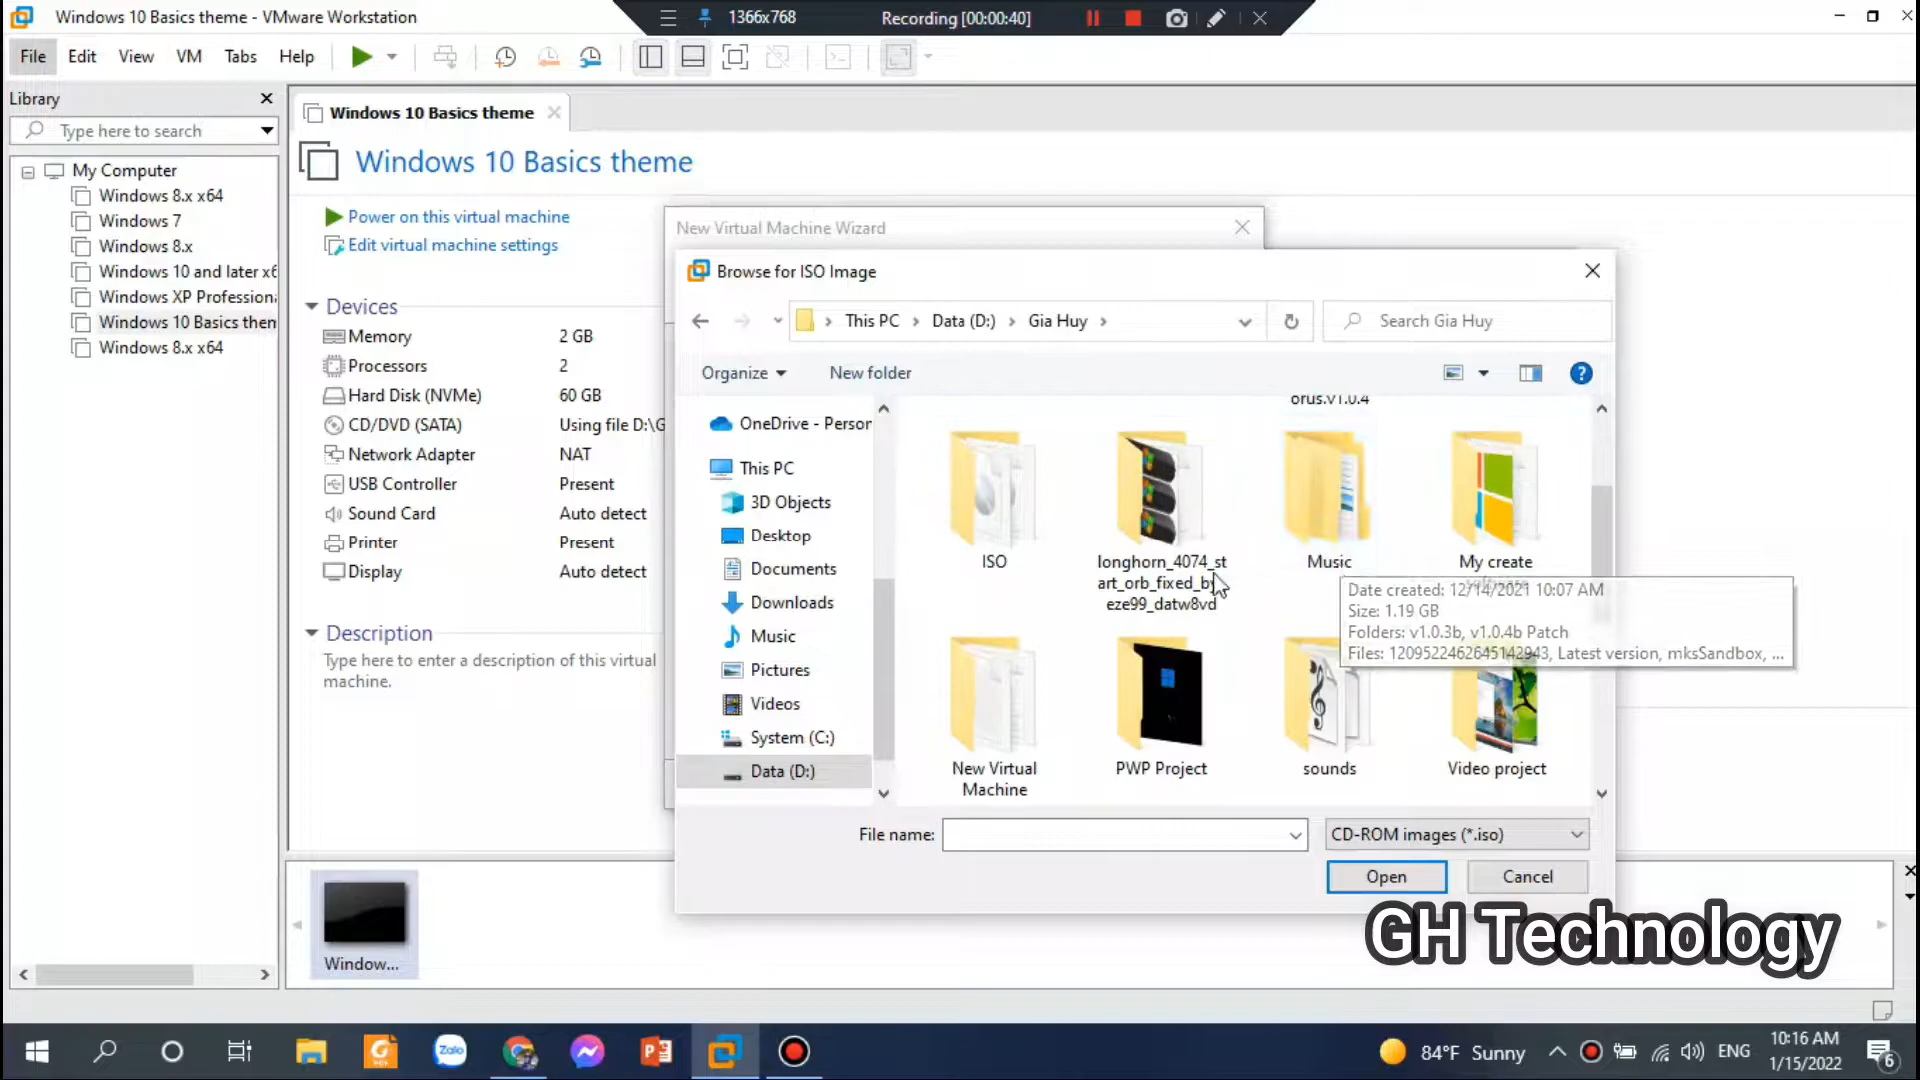 Windows 10 Basics theme - VMware Workstation
1366x768
Recording [00:00:40]
File
Edit
View
VM
Tabs
Help
Library
Type here to search
My Computer
Windows 8.x x64
Windows 7
Windows 8.x
Windows 10 and later x6
Windows XP Professiona
Windows 10 Basics then
Windows 8.x x64
Windows 10 Basics theme
Windows 10 Basics theme
Power on this virtual machine
Edit virtual machine settings
Devices
Memory 2 GB
Processors 2
Hard Disk (NVMe) 60 GB
CD/DVD (SATA) Using file D:\G
Network Adapter NAT
USB Controller Present
Sound Card Auto detect
Printer Present
Display Auto detect
Description
Type here to enter a description of this virtual
machine.
Window...
New Virtual Machine Wizard
Browse for ISO Image
This PC
Data (D:)
Gia Huy
Search Gia Huy
Organize
New folder
OneDrive - Person
This PC
3D Objects
Desktop
Documents
Downloads
Music
Pictures
Videos
System (C:)
Data (D:)
orus.v1.0.4
ISO
longhorn_4074_st
art_orb_fixed_by
eze99_datw8vd
Music
My create
Date created: 12/14/2021 10:07 AM
Size: 1.19 GB
Folders: v1.0.3b, v1.0.4b Patch
Files: 1209522462645142943, Latest version, mksSandbox, ...
New Virtual
Machine
PWP Project
sounds
Video project
File name:
CD-ROM images (*.iso)
Open
Cancel
GH Technology
Zalo
84°F Sunny
ENG
10:16 AM
1/15/2022
6